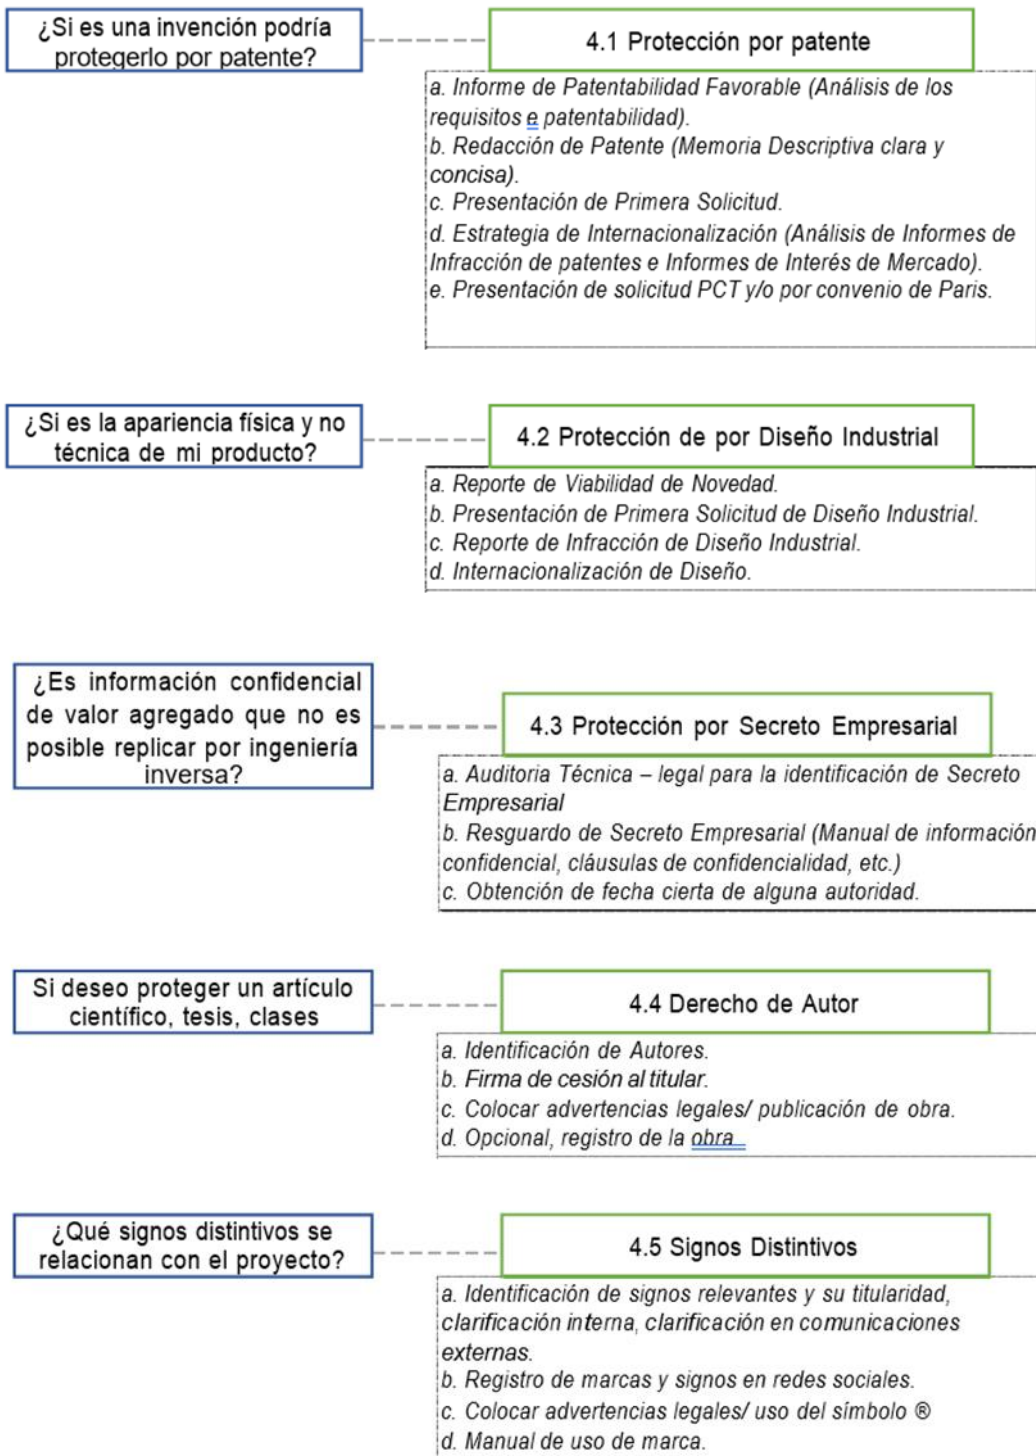 ¿Si es una invención podría
protegerlo por patente?
4.1 Protección por patente
a. Informe de Patentabilidad Favorable (Análisis de los
requisitos e patentabilidad).
b. Redacción de Patente (Memoria Descriptiva clara y
concisa).
c. Presentación de Primera Solicitud.
d. Estrategia de Internacionalización (Análisis de Informes de
Infracción de patentes e Informes de Interés de Mercado).
e. Presentación de solicitud PCT y/o por convenio de Paris.
¿Si es la apariencia física y no
técnica de mi producto?
4.2 Protección de por Diseño Industrial
a. Reporte de Viabilidad de Novedad.
b. Presentación de Primera Solicitud de Diseño Industrial.
c. Reporte de Infracción de Diseño Industrial.
d. Internacionalización de Diseño.
¿Es información confidencial
de valor agregado que no es
posible replicar por ingeniería
inversa?
4.3 Protección por Secreto Empresarial
a. Auditoria Técnica – legal para la identificación de Secreto
Empresarial
b. Resguardo de Secreto Empresarial (Manual de información
confidencial, cláusulas de confidencialidad, etc.)
c. Obtención de fecha cierta de alguna autoridad.
Si deseo proteger un artículo
científico, tesis, clases
4.4 Derecho de Autor
a. Identificación de Autores.
b. Firma de cesión al titular.
c. Colocar advertencias legales/ publicación de obra.
d. Opcional, registro de la obra
¿Qué signos distintivos se
relacionan con el proyecto?
4.5 Signos Distintivos
a. Identificación de signos relevantes y su titularidad,
clarificación interna, clarificación en comunicaciones
externas.
b. Registro de marcas y signos en redes sociales.
c. Colocar advertencias legales/ uso del símbolo ®
d. Manual de uso de marca.